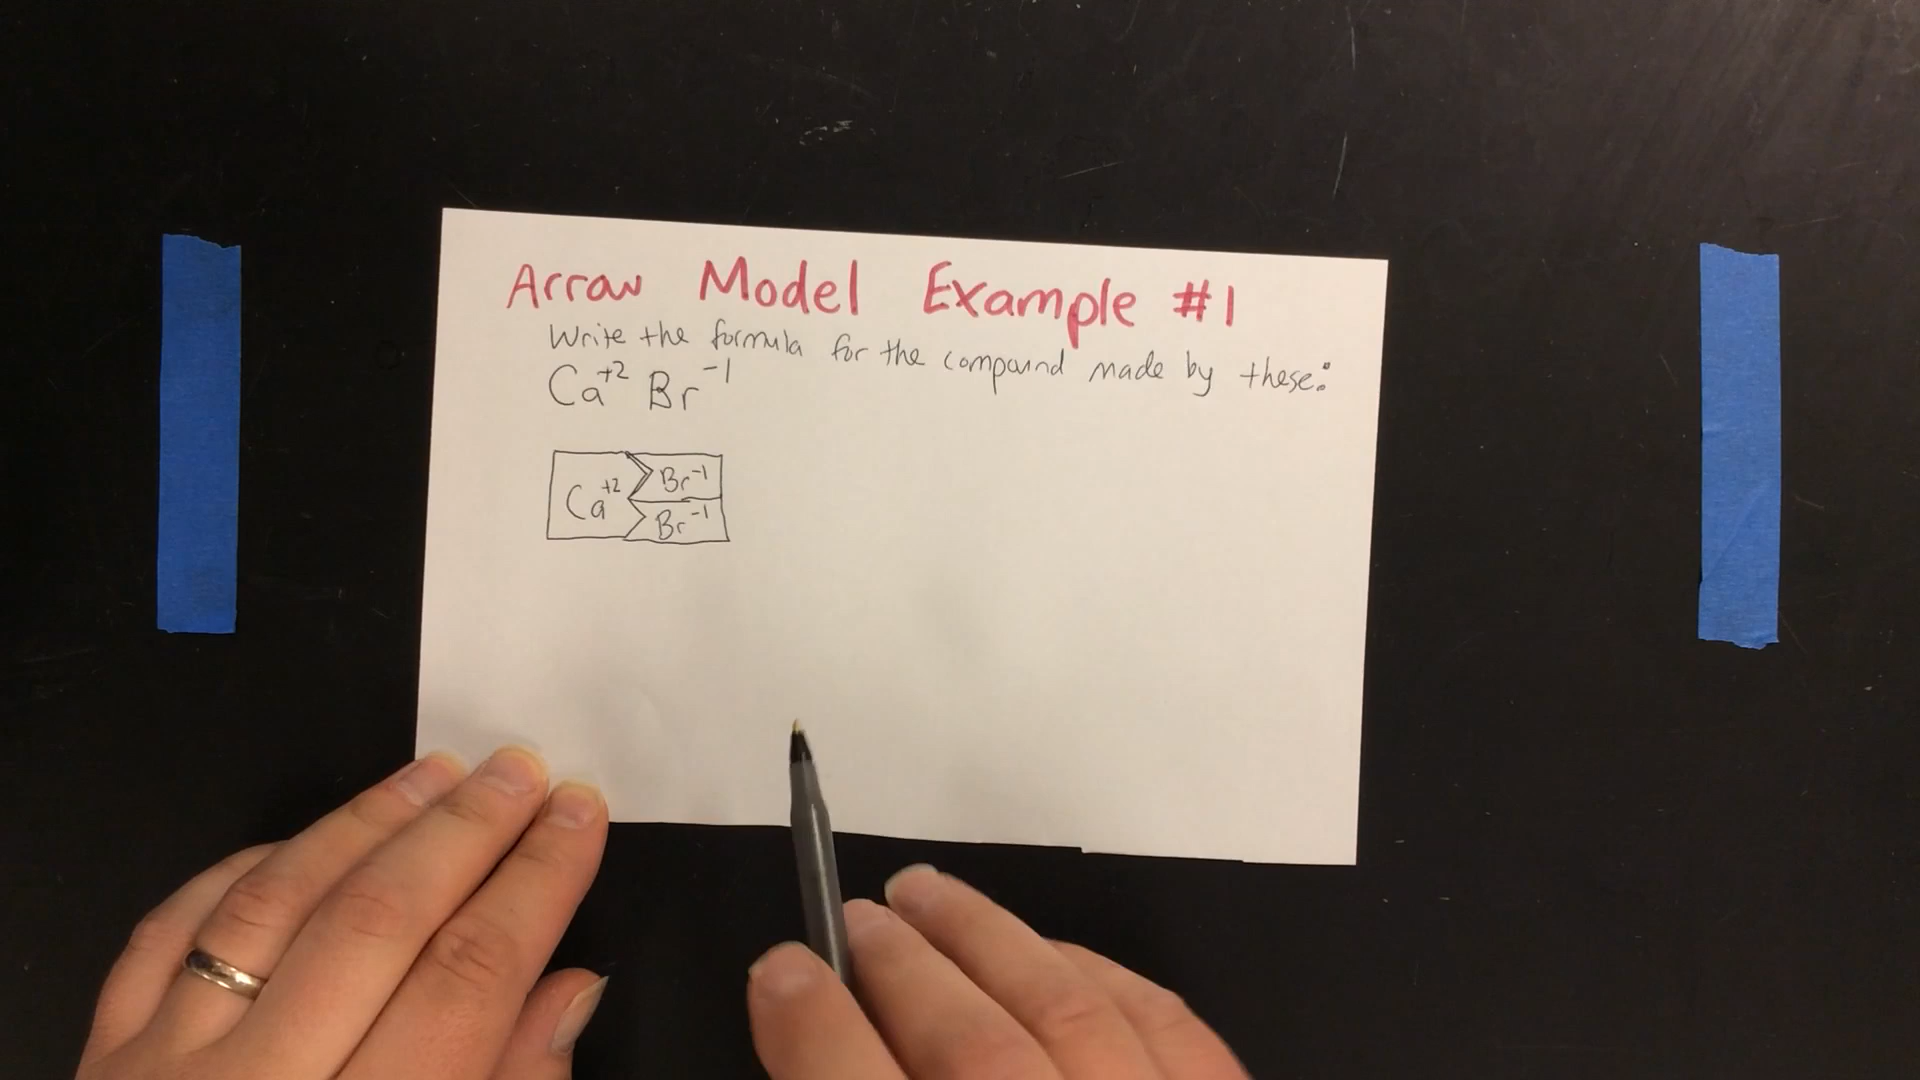 Arrow Model Example #1
Write the formula for the compound made by these:
Ca⁺² Br⁻¹
Ca⁺² Br⁻¹
Br⁻¹